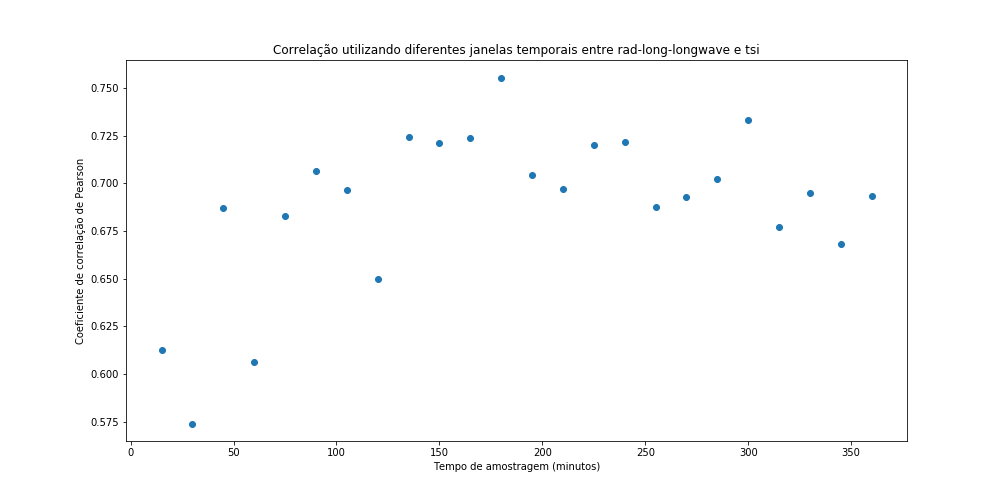 Correlação utilizando diferentes janelas temporais entre rad-long-longwave e tsi
Coeficiente de correlação de Pearson
0.750
0.725
0.700
0.675
0.650
0.625
0.600
0.575
0 50 100 150 200 250 300 350
Tempo de amostragem (minutos)